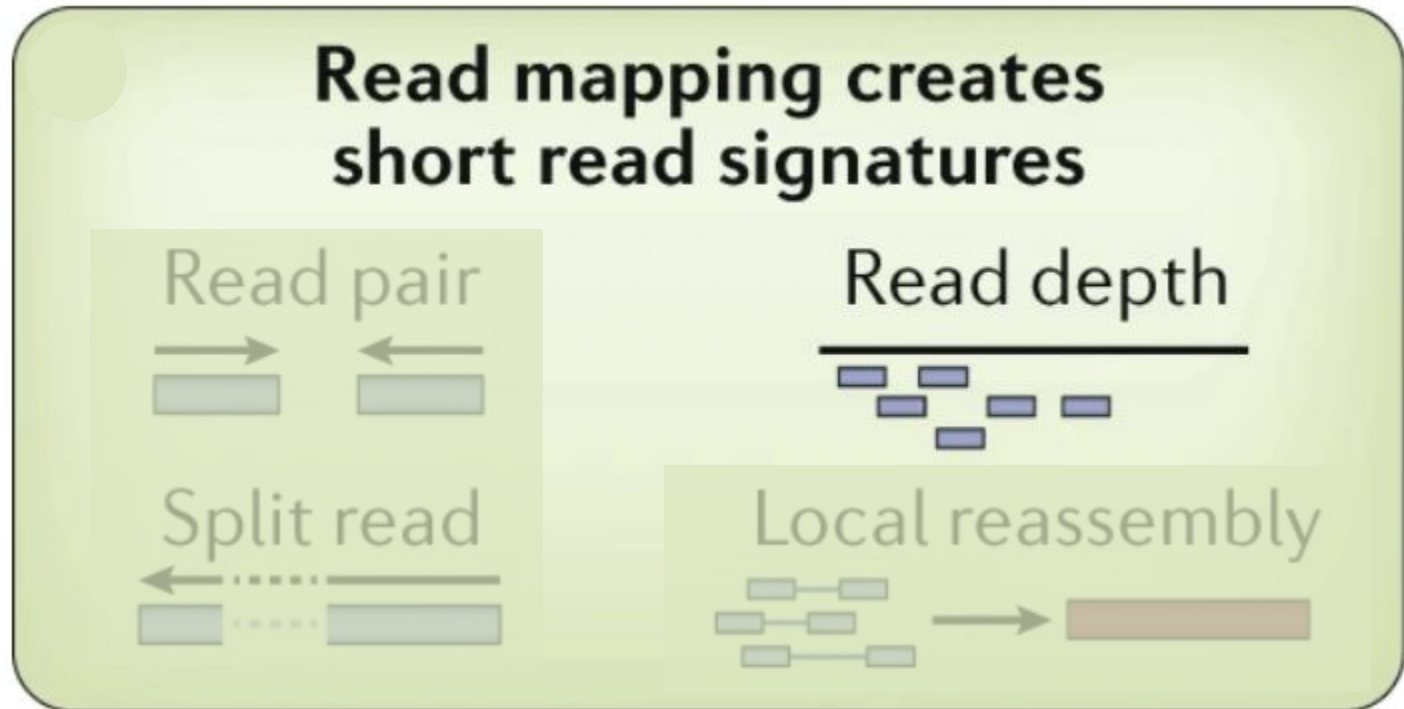 Read mapping creates
short read signatures
Read pair
Read depth
Split read
Local reassembly